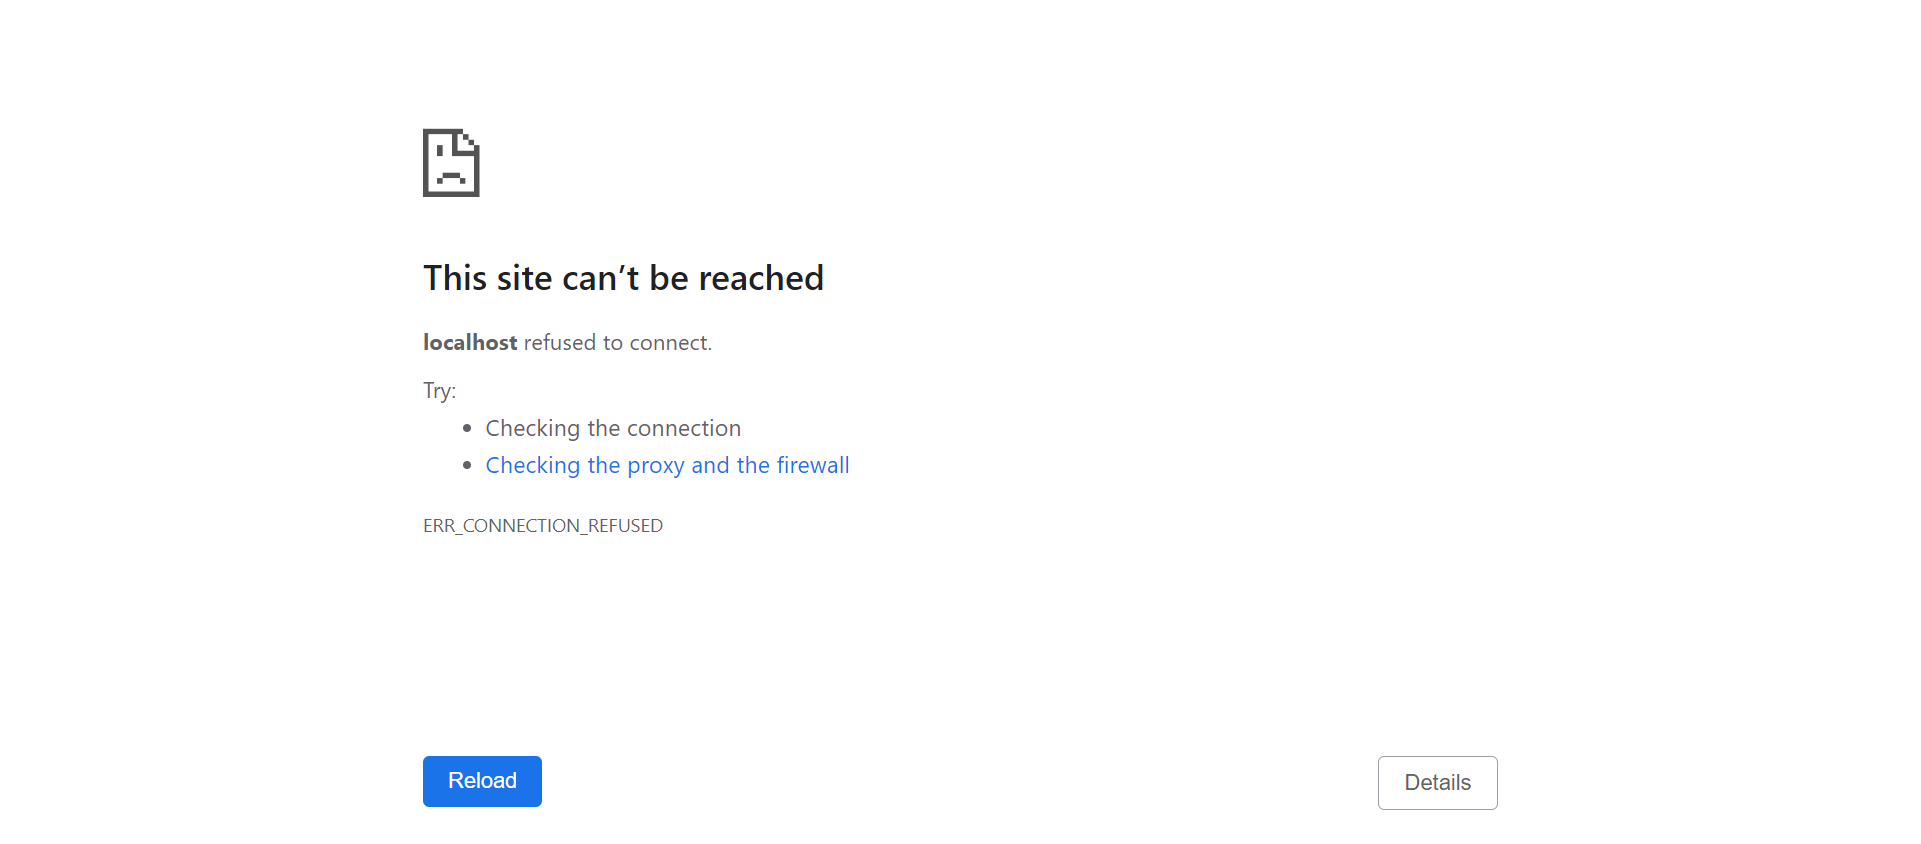 This site can’t be reached
localhost refused to connect.
Try:
Checking the connection
Checking the proxy and the firewall
ERR_CONNECTION_REFUSED
Reload
Details